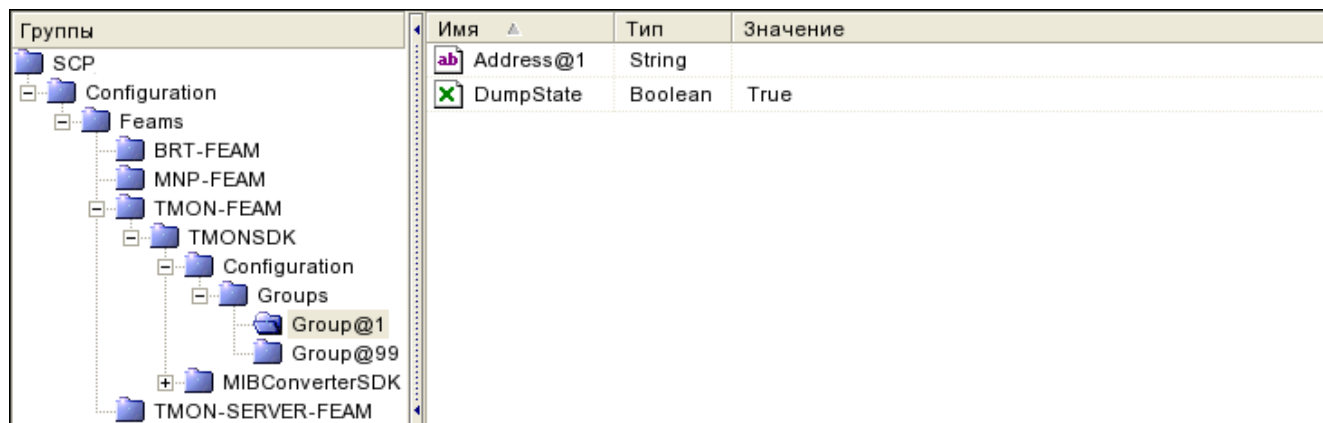 Группы
SCP
Configuration
Feams
BRT-FEAM
MNP-FEAM
TMON-FEAM
TMONSDK
Configuration
Groups
Group@1
Group@99
MIBConverterSDK
TMON-SERVER-FEAM
Имя Тип Значение
ab Address@1 String
DumpState Boolean True